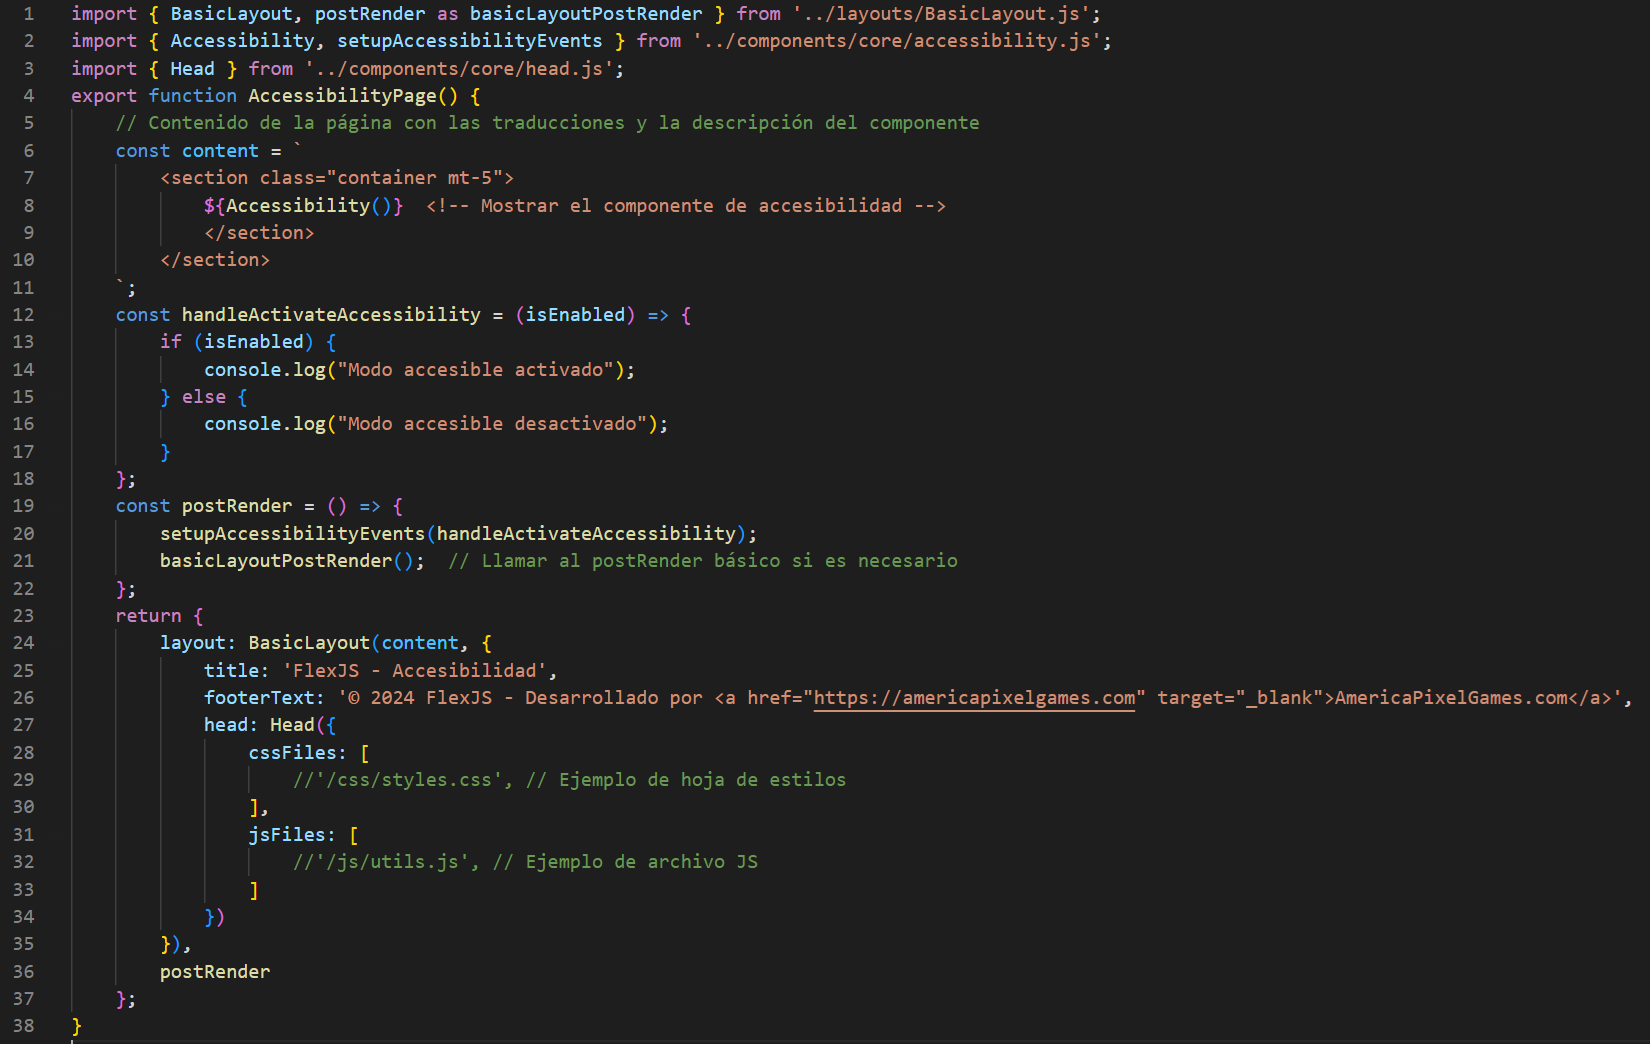 1 import { BasicLayout, postRender as basicLayoutPostRender } from '../layouts/BasicLayout.js';
2 import { Accessibility, setupAccessibilityEvents } from '../components/core/accessibility.js';
3 import { Head } from '../components/core/head.js';
4 export function AccessibilityPage() {
5     // Contenido de la página con las traducciones y la descripción del componente
6     const content = `
7         <section class="container mt-5">
8             ${Accessibility()}  <!-- Mostrar el componente de accesibilidad -->
9             </section>
10         </section>
11     `;
12     const handleActivateAccessibility = (isEnabled) => {
13         if (isEnabled) {
14             console.log("Modo accesible activado");
15         } else {
16             console.log("Modo accesible desactivado");
17         }
18     };
19     const postRender = () => {
20         setupAccessibilityEvents(handleActivateAccessibility);
21         basicLayoutPostRender();  // Llamar al postRender básico si es necesario
22     };
23     return {
24         layout: BasicLayout(content, {
25             title: 'FlexJS - Accesibilidad',
26             footerText: '© 2024 FlexJS - Desarrollado por <a href="https://americapixelgames.com" target="_blank">AmericaPixelGames.com</a>',
27             head: Head({
28                 cssFiles: [
29                     //'/css/styles.css', // Ejemplo de hoja de estilos
30                 ],
31                 jsFiles: [
32                     //'/js/utils.js', // Ejemplo de archivo JS
33                 ]
34             })
35         }),
36         postRender
37     };
38 }